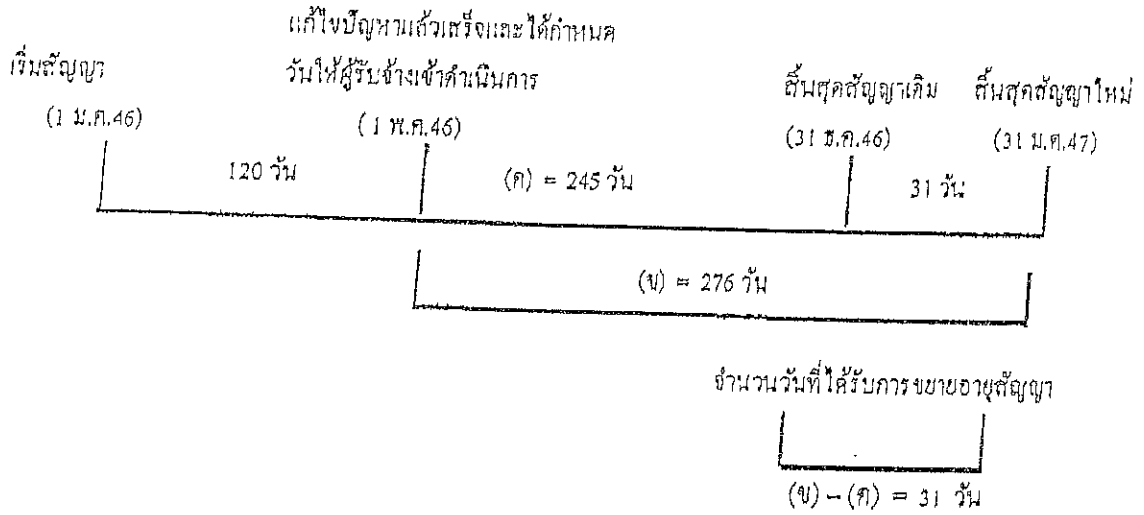 แก้ไขปัญหาแล้วเสร็จและได้กำหนด
วันให้ผู้รับจ้างเข้าดำเนินการ
เริ่มสัญญา
(1 ม.ค.46)
(1 พ.ค.46)
สิ้นสุดสัญญาเดิม
(31 ธ.ค.46)
สิ้นสุดสัญญาใหม่
(31 ม.ค.47)
120 วัน
(ค) = 245 วัน
31 วัน
(ข) = 276 วัน
จำนวนวันที่ได้รับการขยายอายุสัญญา
(ข) – (ค) = 31 วัน